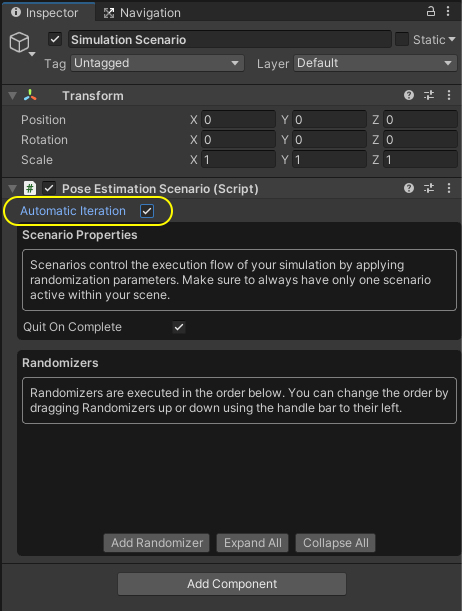 Inspector
Navigation
Simulation Scenario
Static
Tag Untagged Layer Default
Transform
Position X 0 Y 0 Z 0
Rotation X 0 Y 0 Z 0
Scale X 1 Y 1 Z 1
# Pose Estimation Scenario (Script)
Automatic Iteration
Scenario Properties
Scenarios control the execution flow of your simulation by applying
randomization parameters. Make sure to always have only one scenario
active within your scene.
Quit On Complete
Randomizers
Randomizers are executed in the order below. You can change the order by
dragging Randomizers up or down using the handle bar to their left.
Add Randomizer Expand All Collapse All
Add Component